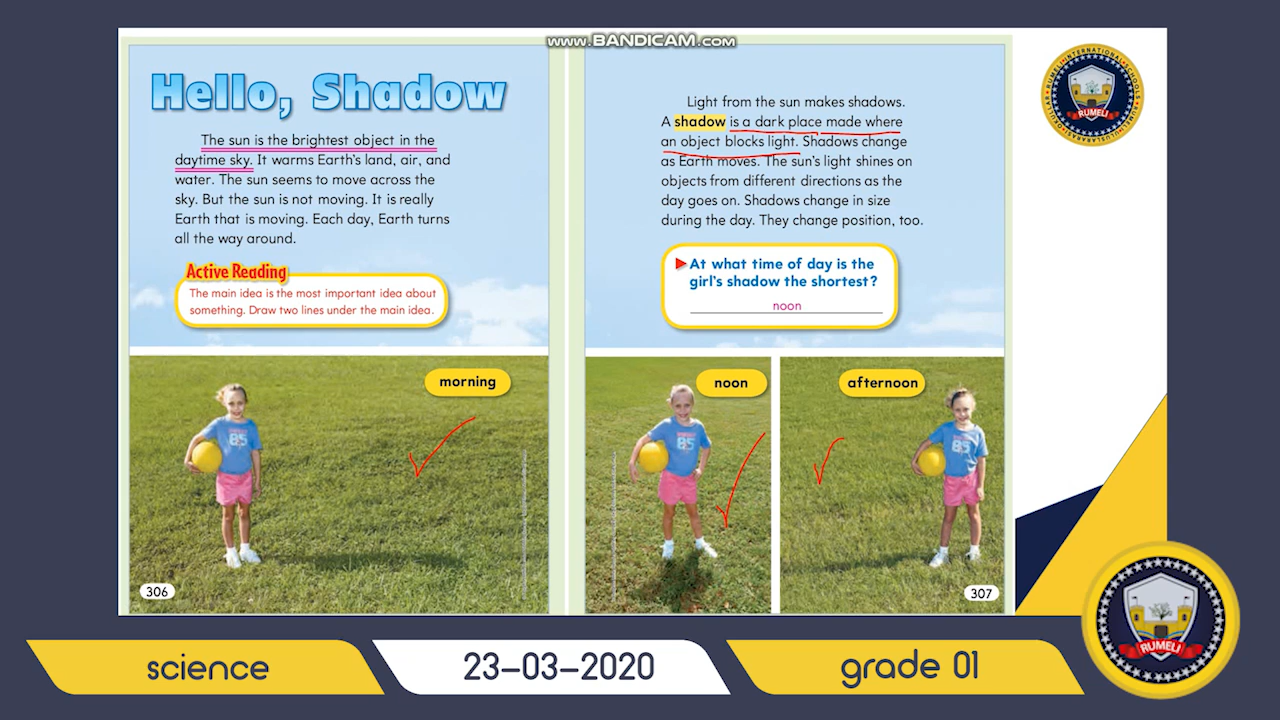 www.BANDICAM.com
Hello, Shadow
The sun is the brightest object in the
daytime sky. It warms Earth's land, air, and
water. The sun seems to move across the
sky. But the sun is not moving. It is really
Earth that is moving. Each day, Earth turns
all the way around.
Active Reading
The main idea is the most important idea about
something. Draw two lines under the main idea.
morning
85
306
Light from the sun makes shadows.
A shadow is a dark place made where
an object blocks light. Shadows change
as Earth moves. The sun's light shines on
objects from different directions as the
day goes on. Shadows change in size
during the day. They change position, too.
At what time of day is the
girl's shadow the shortest?
noon
noon
85
afternoon
85
307
RUMELI INTERNATIONAL SCHOOLS
RUMELİ
science
23-03-2020
grade 01
RUMELİ